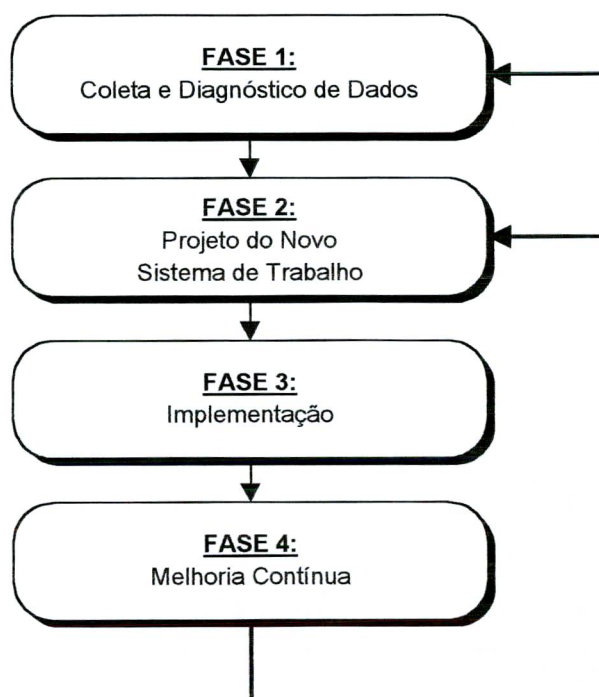 FASE 1:
Coleta e Diagnóstico de Dados
FASE 2:
Projeto do Novo
Sistema de Trabalho
FASE 3:
Implementação
FASE 4:
Melhoria Contínua